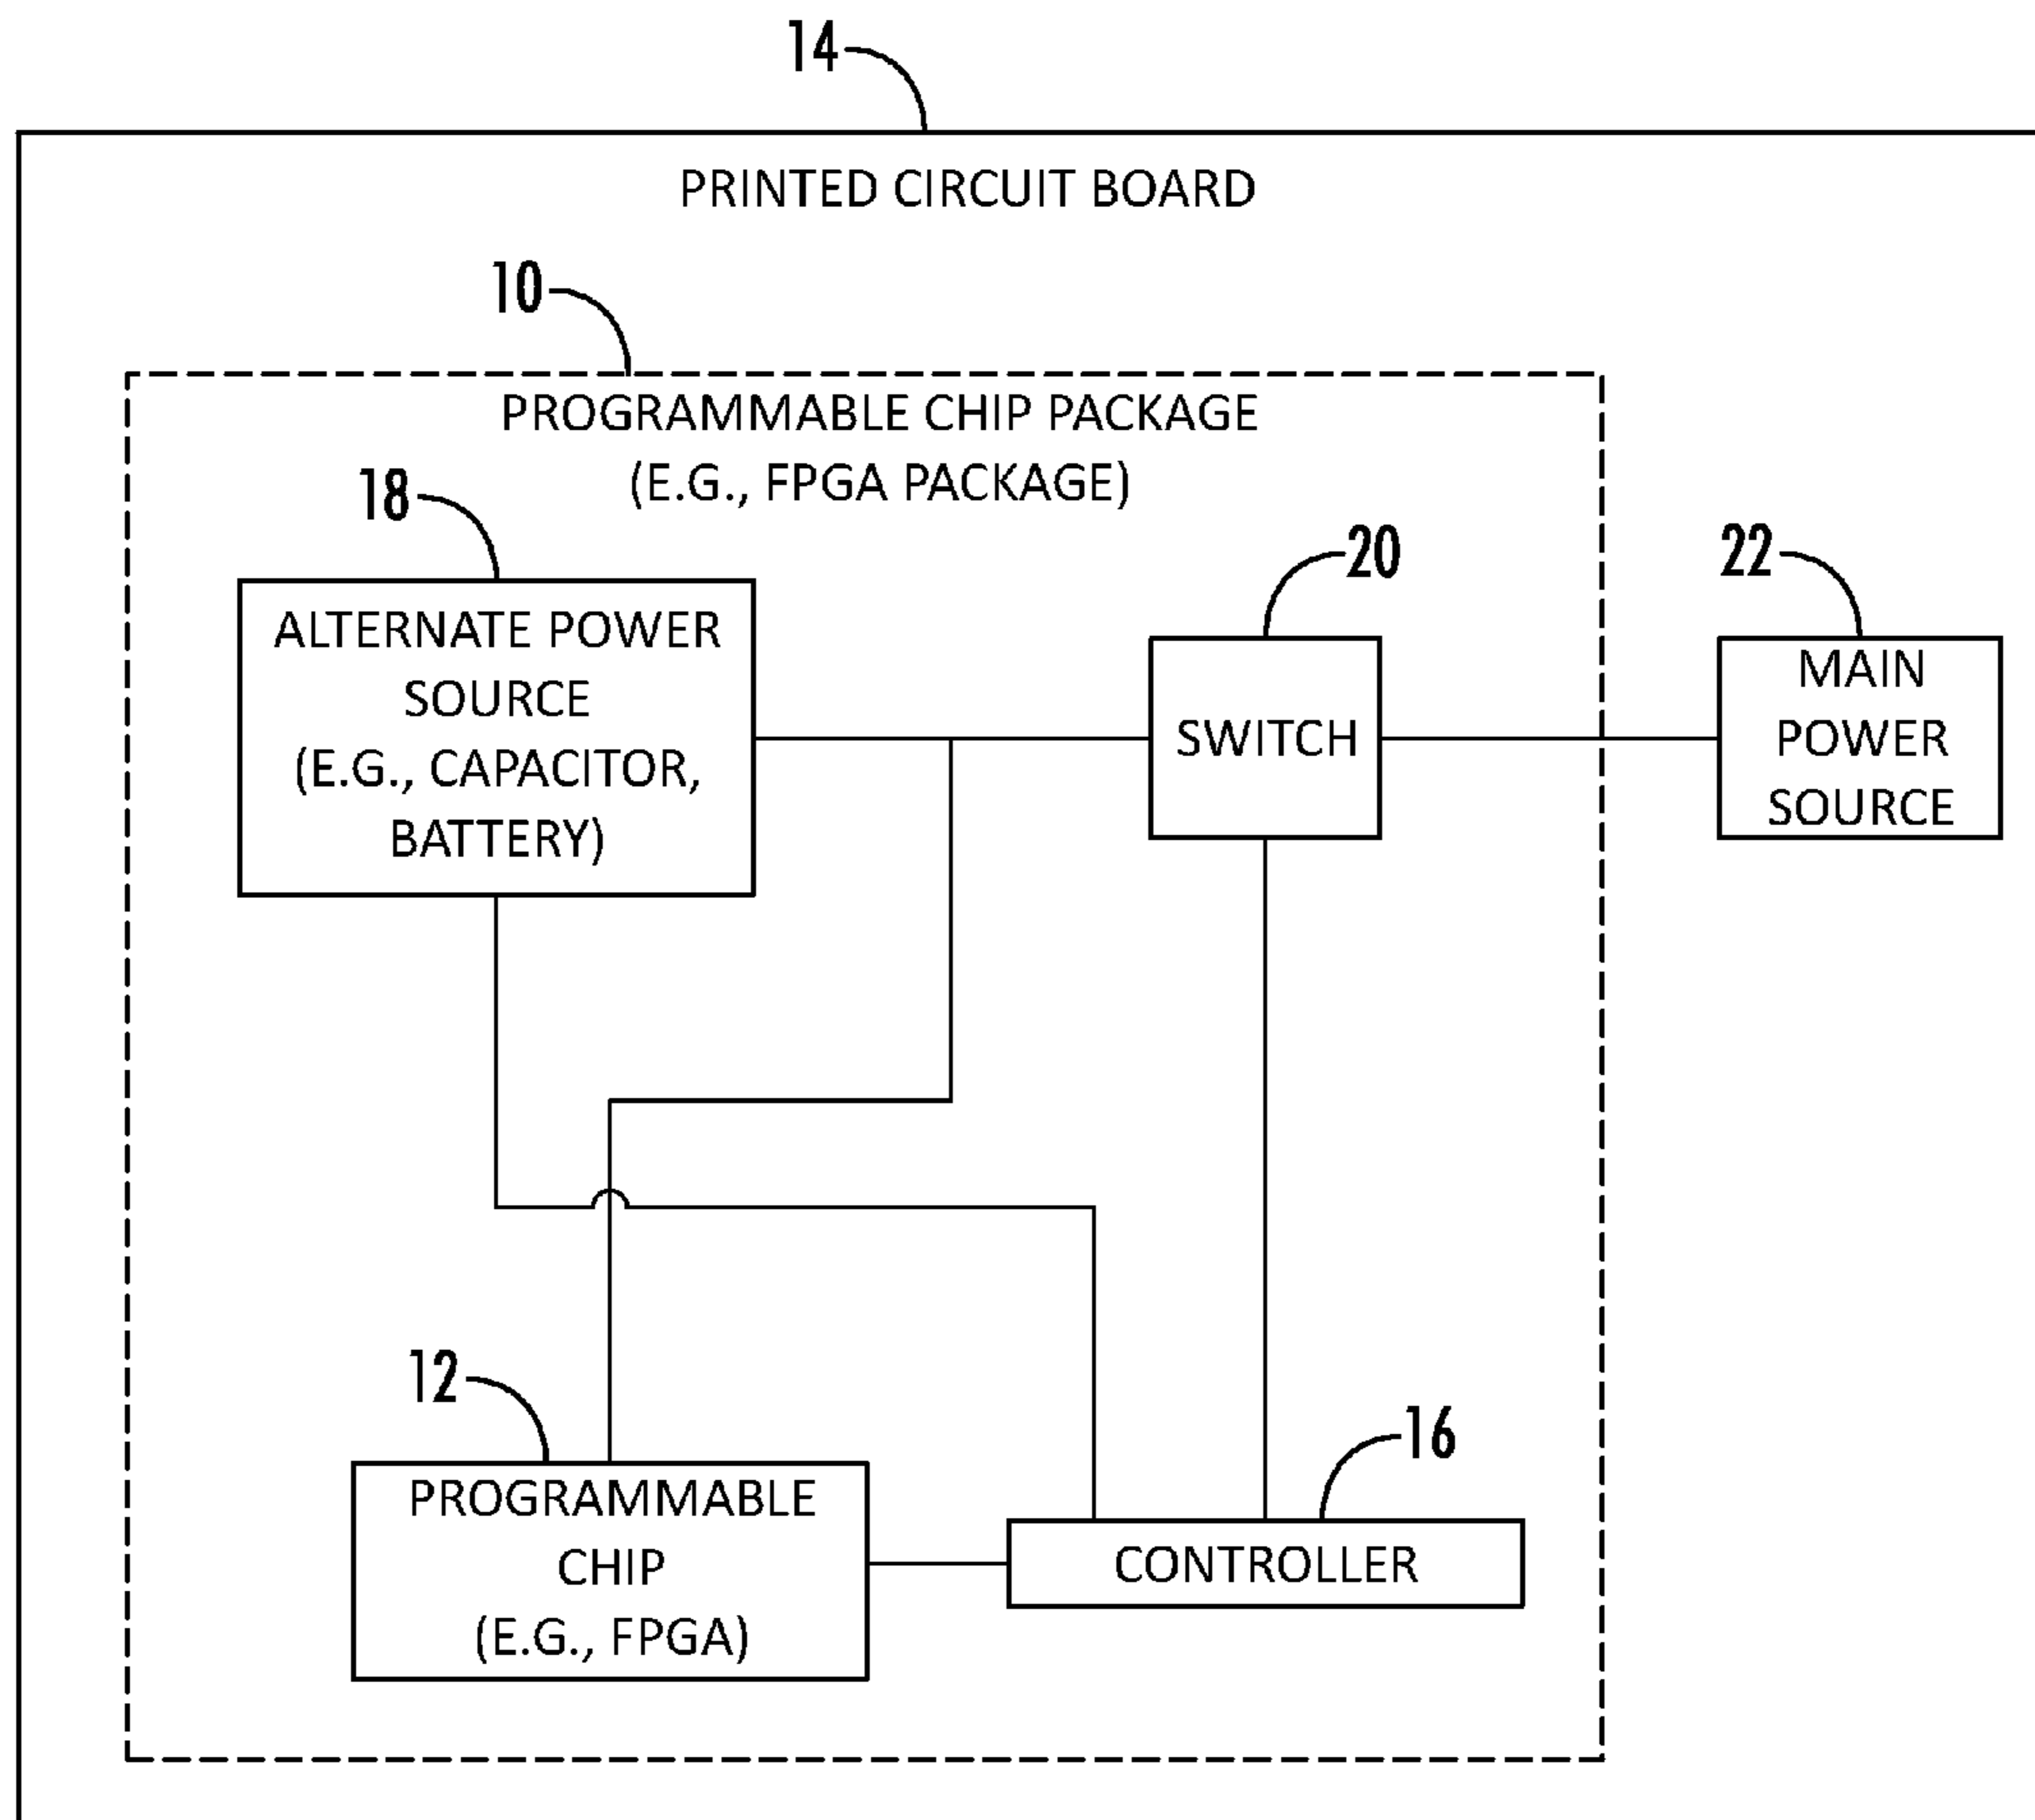 14
PRINTED CIRCUIT BOARD
10
PROGRAMMABLE CHIP PACKAGE
(E.G., FPGA PACKAGE)
18
ALTERNATE POWER
SOURCE
(E.G., CAPACITOR,
BATTERY)
20
SWITCH
22
MAIN
POWER
SOURCE
12
PROGRAMMABLE
CHIP
(E.G., FPGA)
16
CONTROLLER